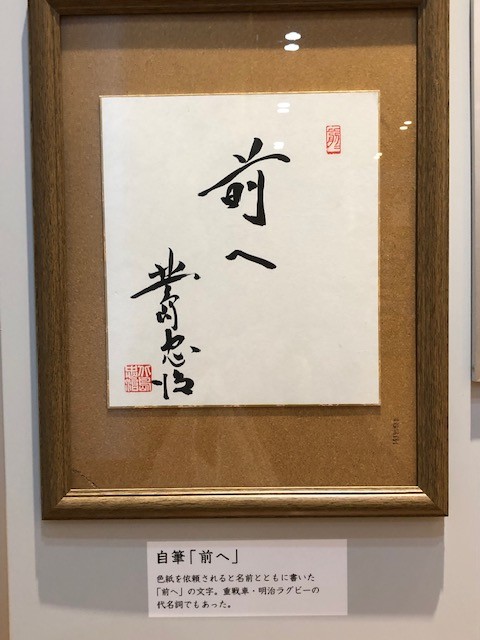 前へ
北島忠治
自筆「前へ」
色紙を依頼されると名前とともに書いた
「前へ」の文字。重戦車・明治ラグビーの
代名詞でもあった。